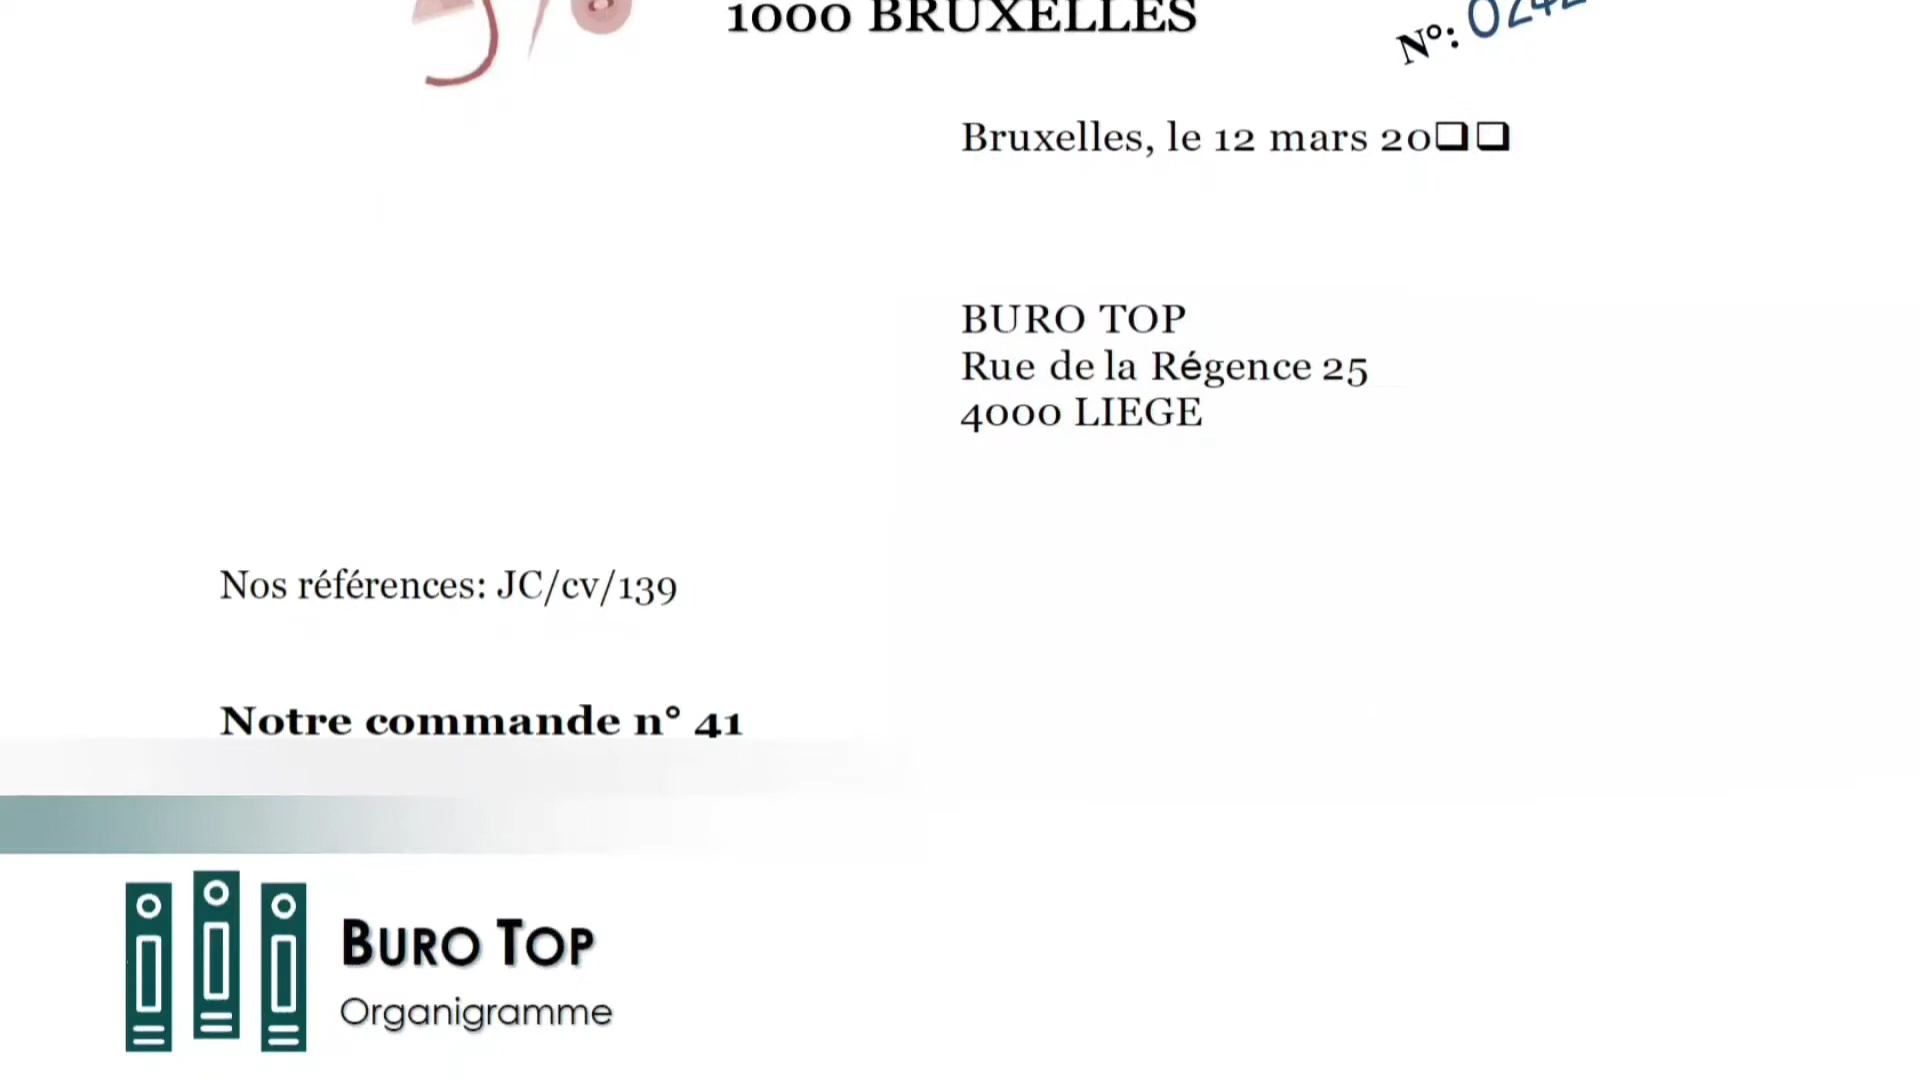 1000 BRUXELLES
N°:
Bruxelles, le 12 mars 20❑❑
BURO TOP
Rue de la Régence 25
4000 LIEGE
Nos références: JC/cv/139
Notre commande n° 41
BURO TOP
Organigramme